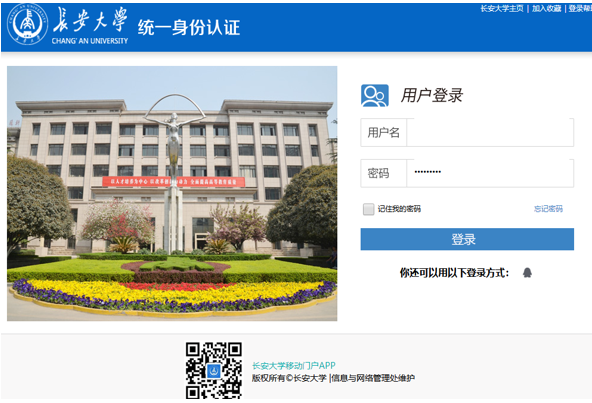 长安大学
CHANG' AN UNIVERSITY
统一身份认证
长安大学主页 | 加入收藏 | 登录帮助
用户登录
用户名
密码
记住我的密码
忘记密码
登录
你还可以用以下登录方式：
长安大学移动门户APP
版权所有©长安大学 |信息与网络管理处维护